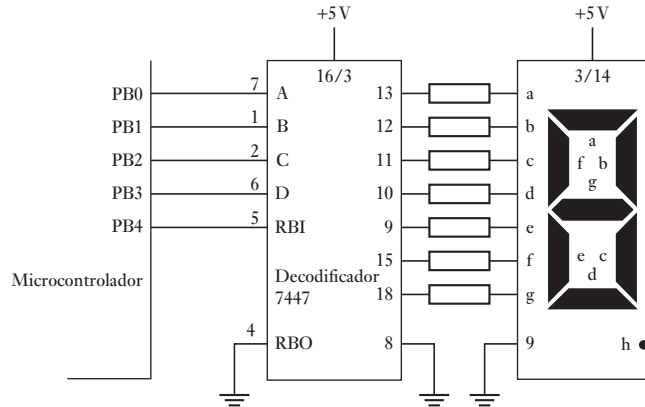 +5 V +5 V
16/3 3/14
PB0 7 A 13 a
PB1 1 B 12 b
PB2 2 C 11 c
PB3 6 D 10 d
PB4 5 RBI 9 e
15 f
Microcontrolador Decodificador
7447
18 g
4 RBO 8 9 h
a
f b
g
e c
d